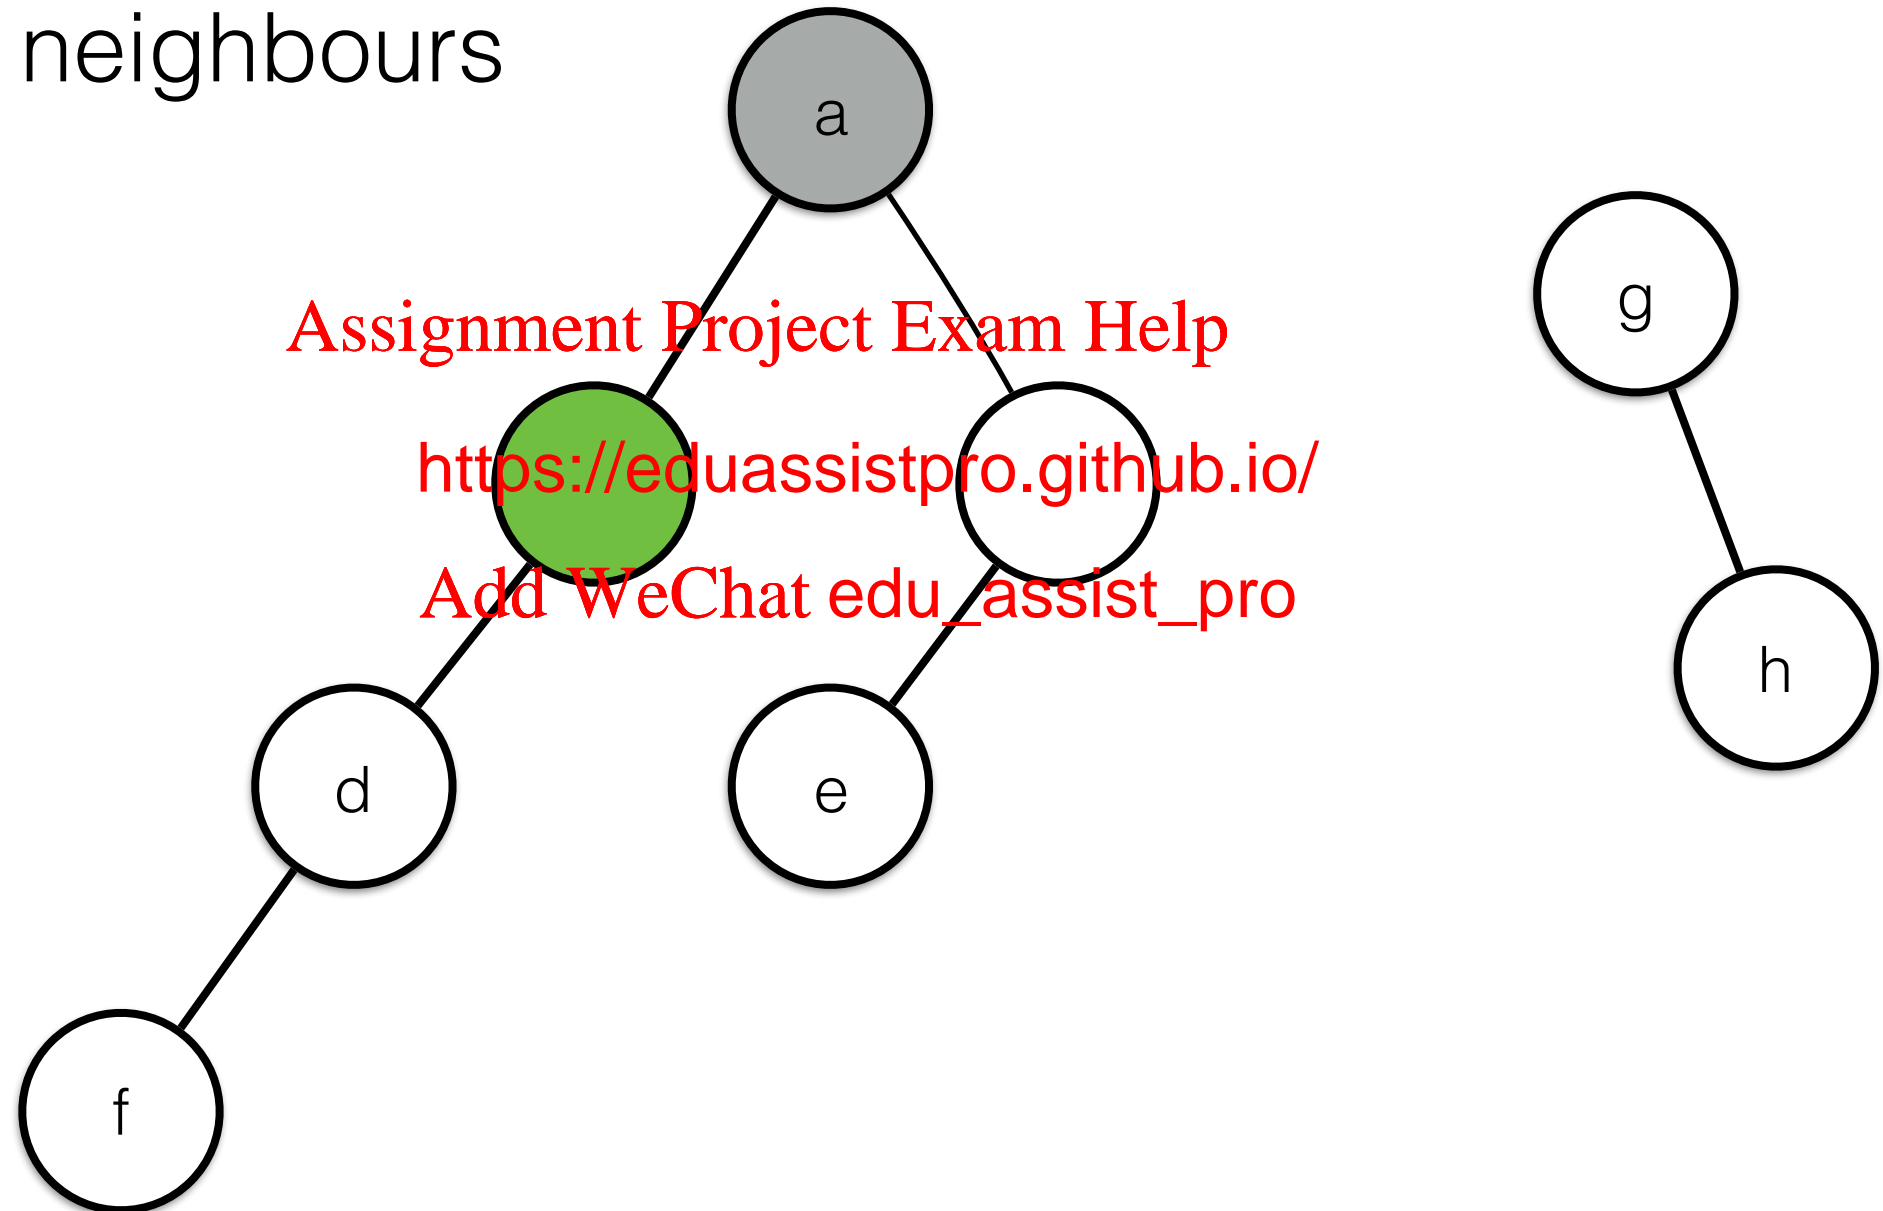 neighbours
a
g
Assignment Project Exam Help
https://eduassistpro.github.io/
Add WeChat edu_assist_pro
h
d
e
f